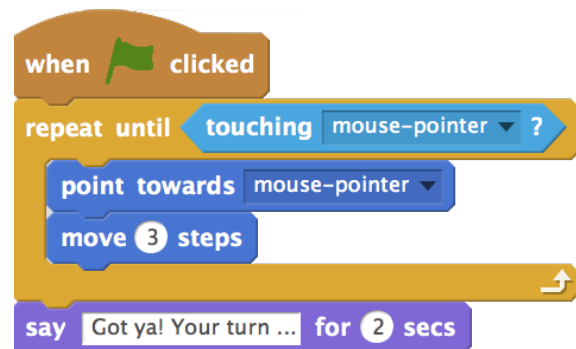 when clicked
repeat until touching mouse-pointer ?
point towards mouse-pointer
move 3 steps
say Got ya! Your turn ... for 2 secs